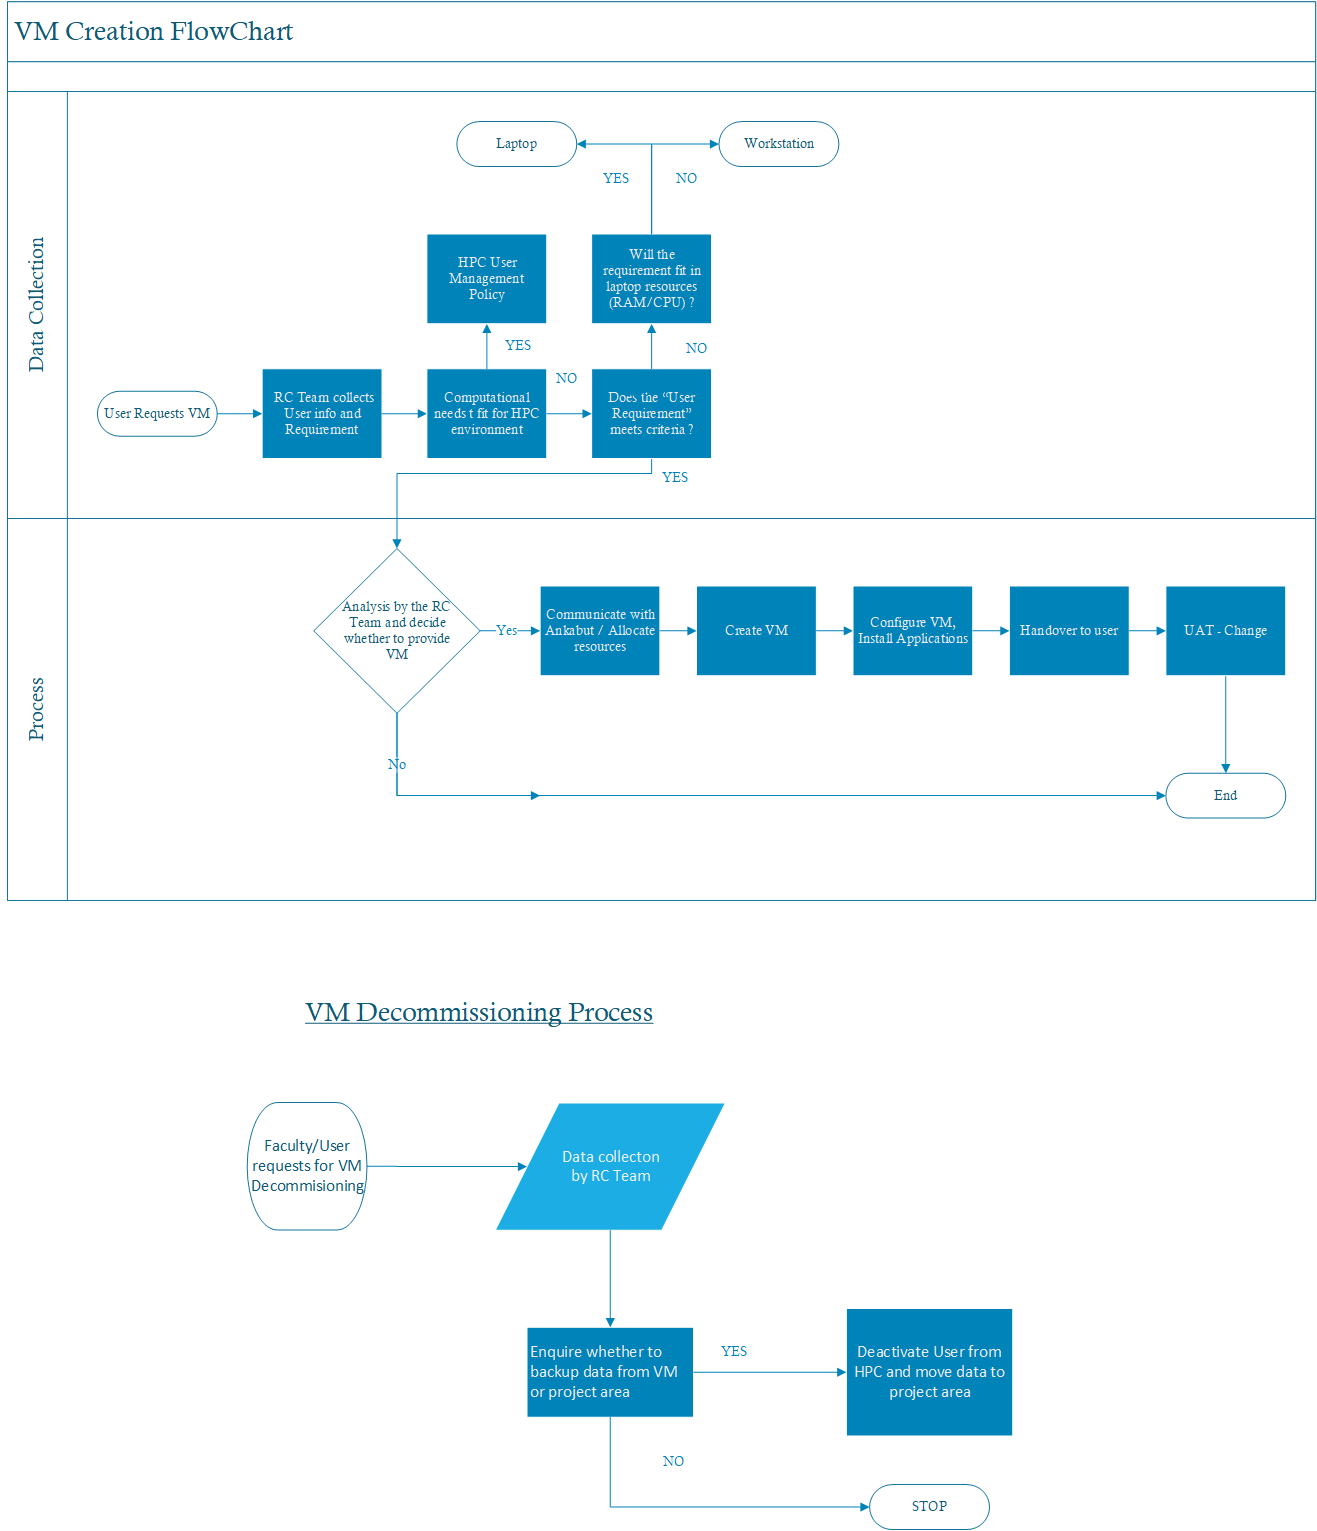 VM Creation FlowChart
Data Collection
Laptop
Workstation
YES
NO
HPC User
Management
Policy
Will the
requirement fit in
laptop resources
(RAM/CPU) ?
YES
NO
NO
User Requests VM
RC Team collects
User info and
Requirement
Computational
needs t fit for HPC
environment
Does the “User
Requirement”
meets criteria ?
YES
Process
Analysis by the RC
Team and decide
whether to provide
VM
Yes
Communicate with
Ankabut / Allocate
resources
Create VM
Configure VM,
Install Applications
Handover to user
UAT - Change
No
End
VM Decommissioning Process
Faculty/User
requests for VM
Decommisioning
Data collecton
by RC Team
Enquire whether to
backup data from VM
or project area
YES
Deactivate User from
HPC and move data to
project area
NO
STOP